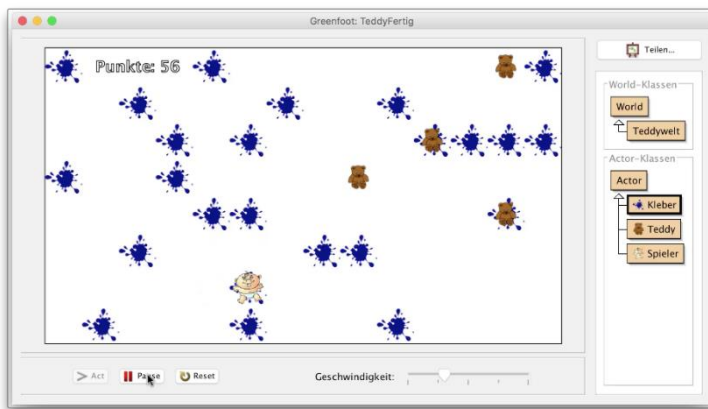 Greenfoot: TeddyFertig
Punkte: 56
Teilen...
World-Klassen
World
Teddywelt
Actor-Klassen
Actor
Kleber
Teddy
Spieler
Act
Pause
Reset
Geschwindigkeit: